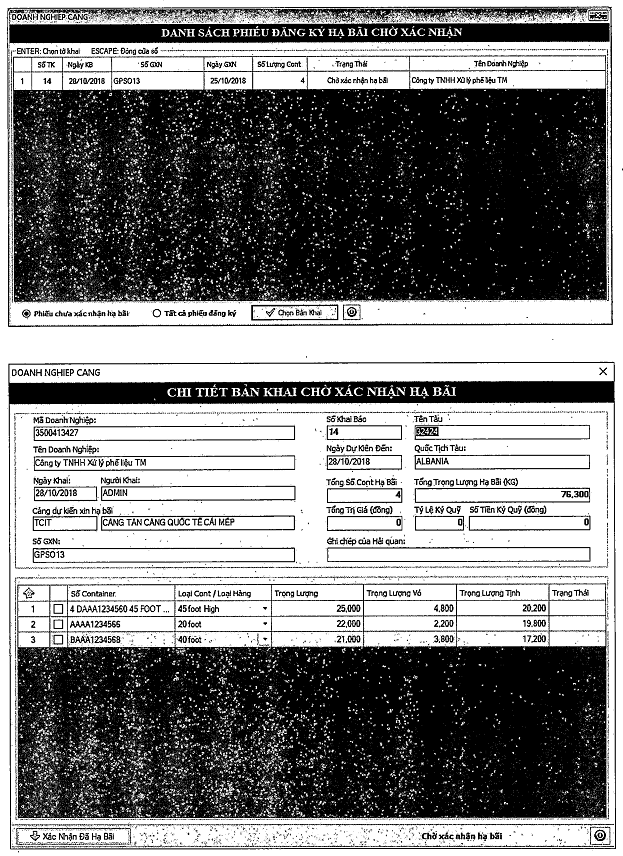 DOANH NGHIEP CANG
DANH SÁCH PHIẾU ĐĂNG KÝ HẠ BÃI CHỜ XÁC NHẬN
ENTER: Chọn tờ khai ESCAPE: Đóng cửa sổ
Số TK Ngày KB Số GXN Ngày GXN Số Lượng Cont Trạng Thái Tên Doanh Nghiệp
1 14 28/10/2018 GPSO13 25/10/2018 4 Chờ xác nhận hạ bãi Công ty TNHH Xử lý phế liệu TM
Phiếu chưa xác nhận hạ bãi Tất cả phiếu đăng ký Chọn Bản Khai
DOANH NGHIEP CANG
CHI TIẾT BẢN KHAI CHỜ XÁC NHẬN HẠ BÃI
Mã Doanh Nghiệp: Số Khai Báo Tên Tàu
3500413427 14 32424
Tên Doanh Nghiệp: Ngày Dự Kiến Đến: Quốc Tịch Tàu:
Công ty TNHH Xử lý phế liệu TM 28/10/2018 ALBANIA
Ngày Khai: Người Khai: Tổng Số Cont Hạ Bãi Tổng Trọng Lượng Hạ Bãi (KG)
28/10/2018 ADMIN 4 76,300
Cảng dự kiến xin hạ bãi Tổng Trị Giá (đồng) Tỷ Lệ Ký Quỹ Số Tiền Ký Quỹ (đồng)
TCIT CẢNG TÂN CẢNG QUỐC TẾ CÁI MÉP 0 0 0
Số GXN: Ghi chép của Hải quan:
GPSO13
Số Container Loại Cont / Loại Hàng Trọng Lượng Trọng Lượng Vỏ Trọng Lượng Tịnh Trạng Thái
1 4 DAAA1234560 45 FOOT ... 45 foot High 25,000 4,800 20,200
2 AAAA1234566 20 foot 22,000 2,200 19,800
3 BAAA1234568 40 foot 21,000 3,800 17,200
Xác Nhận Đã Hạ Bãi Chờ xác nhận hạ bãi